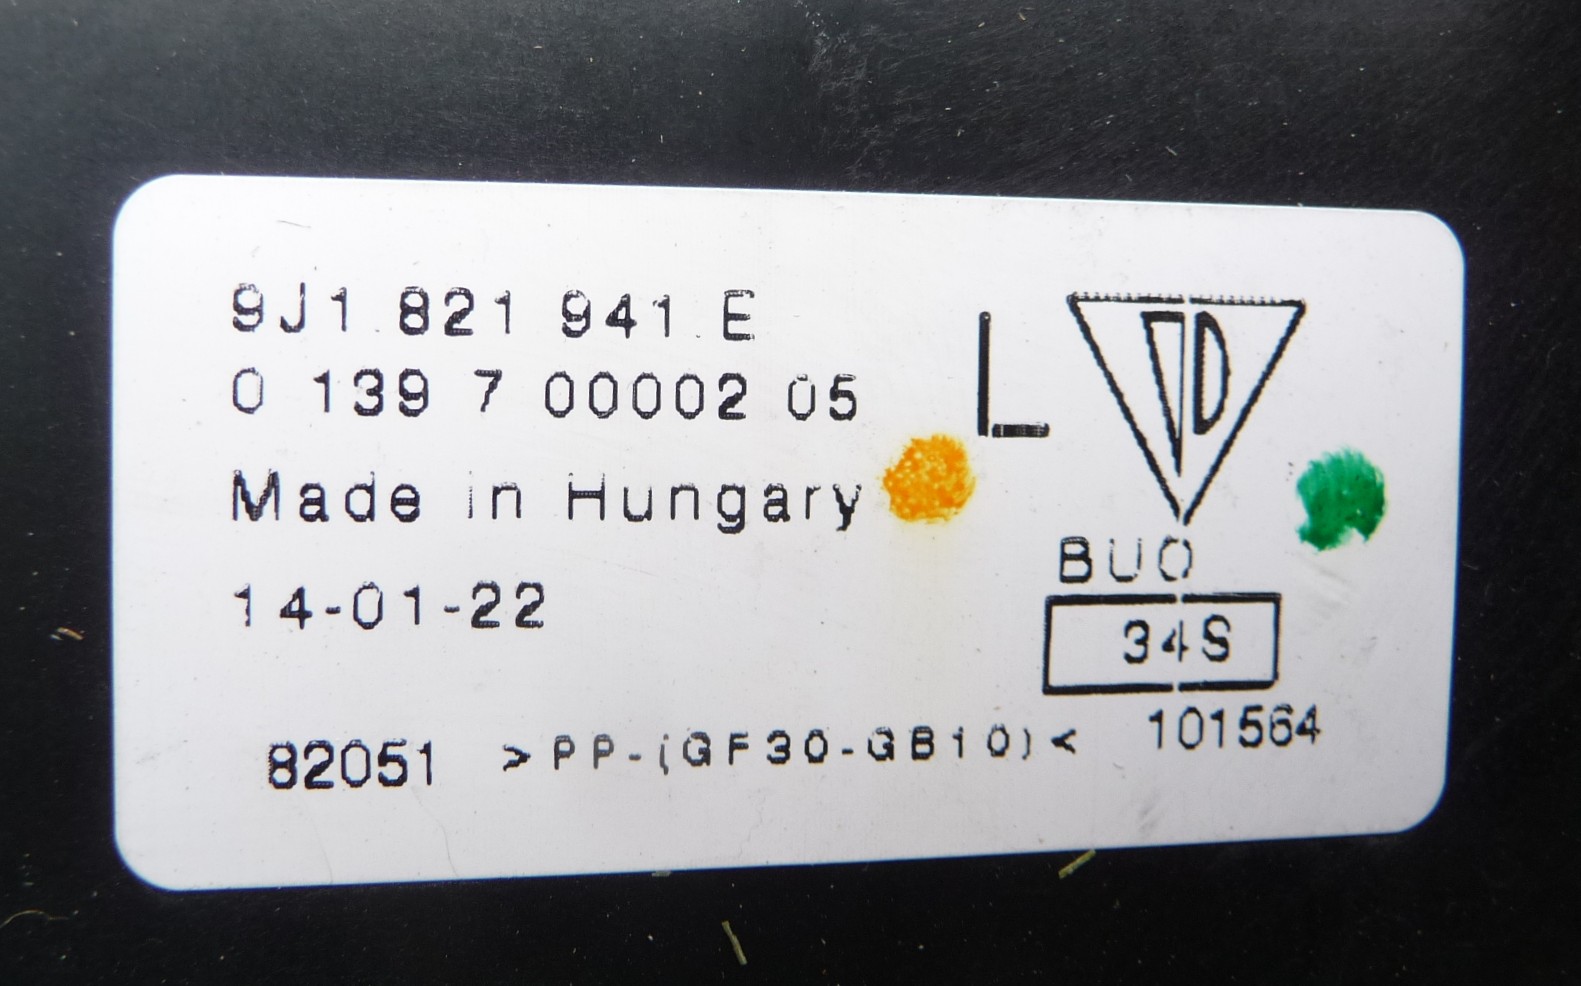 9J1 821 941 E
0 139 7 00002 05
L
Made in Hungary
BUO
14-01-22
34S
82051 >PP-(GF30-GB10)< 101564